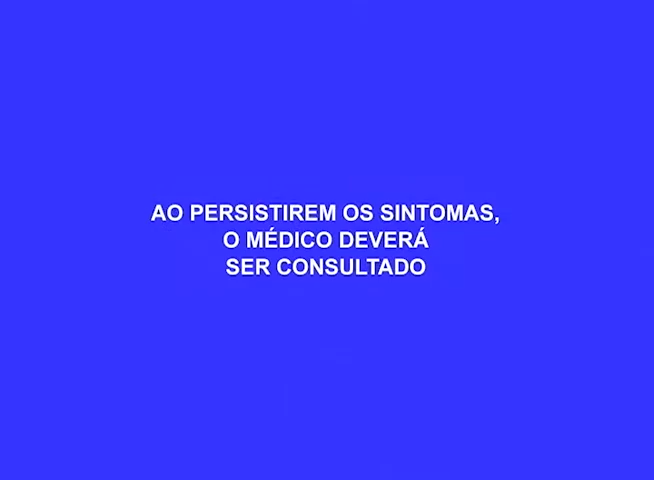 AO PERSISTIREM OS SINTOMAS,
O MÉDICO DEVERÁ
SER CONSULTADO